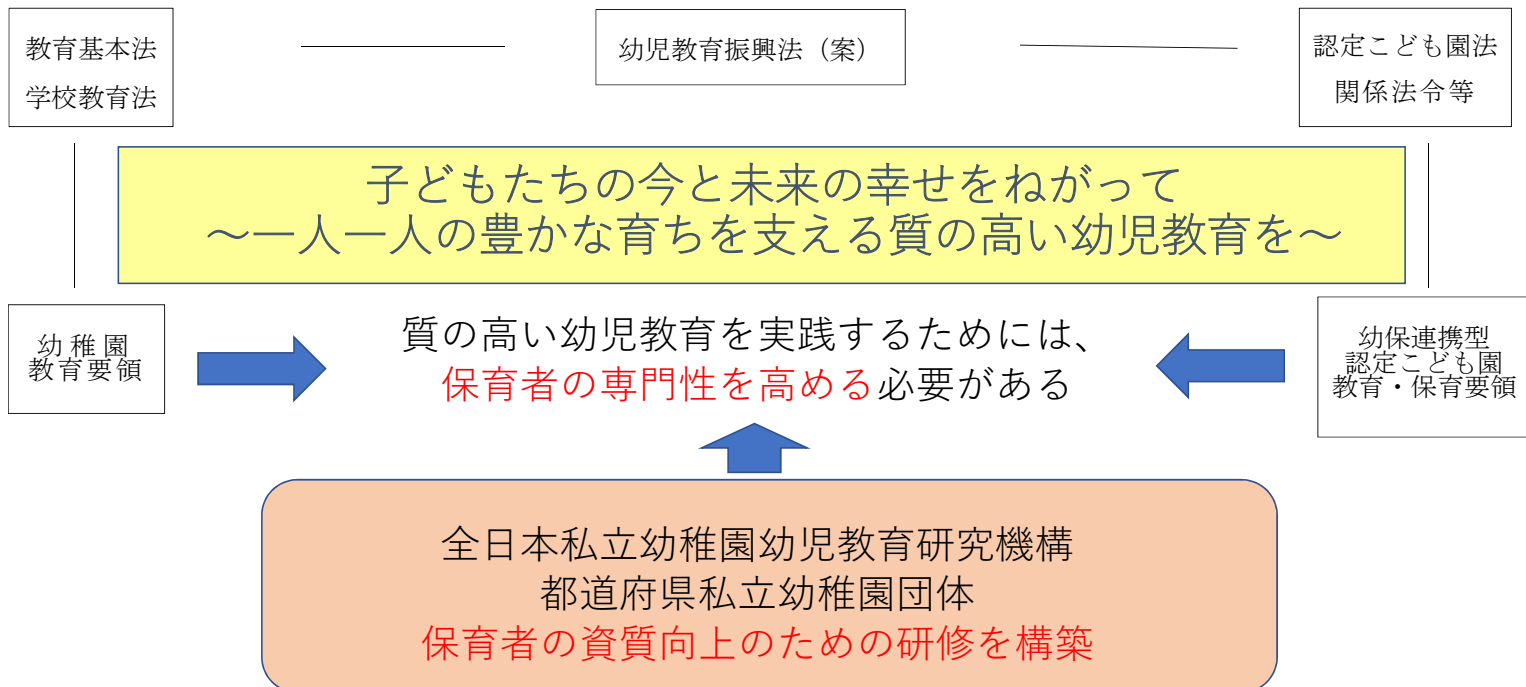 教育基本法
学校教育法
幼児教育振興法（案）
認定こども園法
関係法令等
子どもたちの今と未来の幸せをねがって
～一人一人の豊かな育ちを支える質の高い幼児教育を～
幼稚園
教育要領
質の高い幼児教育を実践するためには、
保育者の専門性を高める必要がある
幼保連携型
認定こども園
教育・保育要領
全日本私立幼稚園幼児教育研究機構
都道府県私立幼稚園団体
保育者の資質向上のための研修を構築